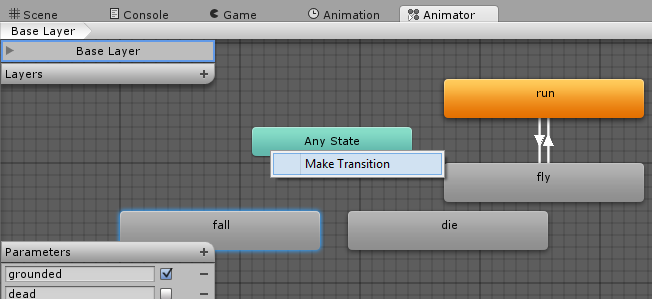 Scene Console Game Animation Animator
Base Layer
Base Layer
Layers +
run
Any State
Make Transition
fly
fall die
Parameters +
grounded
dead